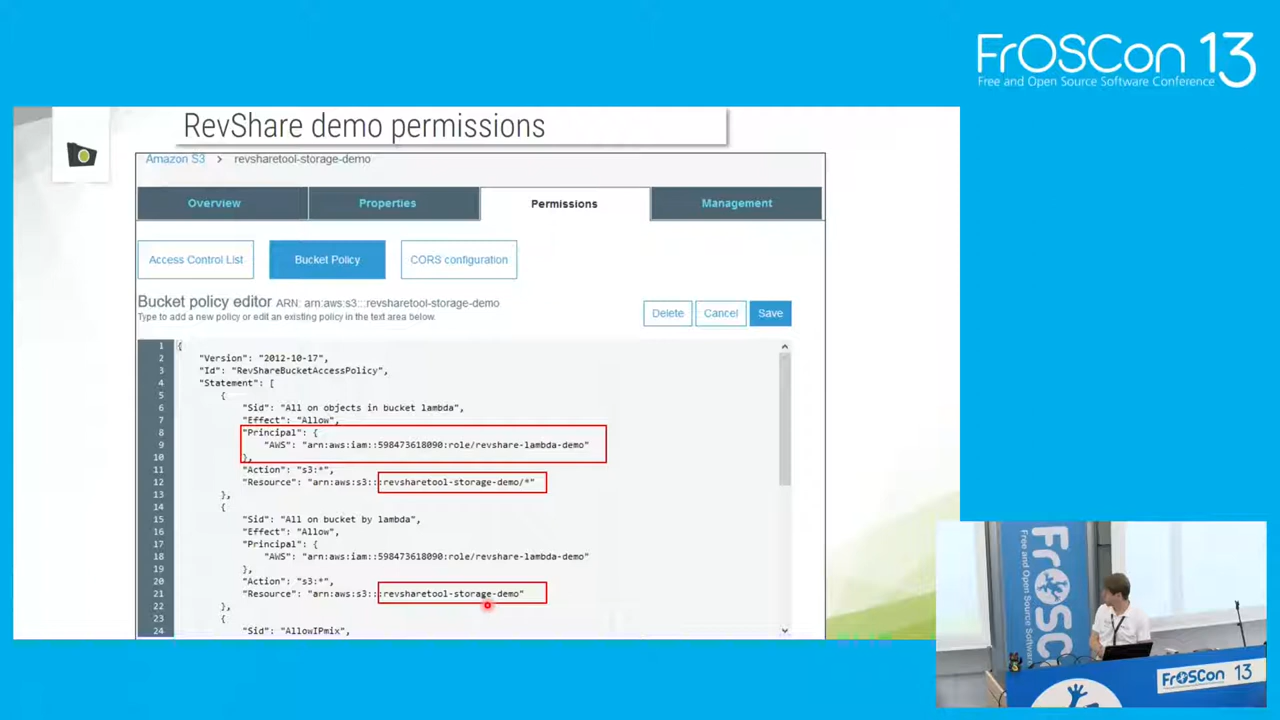 FrOSCon 13
Free and Open Source Software Conference
RevShare demo permissions
Amazon S3 > revsharetool-storage-demo
Overview Properties Permissions Management
Access Control List Bucket Policy CORS configuration
Bucket policy editor ARN: arn:aws:s3:::revsharetool-storage-demo
Type to add a new policy or edit an existing policy in the text area below.
Delete Cancel Save
1 {
2 "Version": "2012-10-17",
3 "Id": "RevShareBucketAccessPolicy",
4 "Statement": [
5 {
6 "Sid": "All on objects in bucket lambda",
7 "Effect": "Allow",
8 "Principal": {
9 "AWS": "arn:aws:iam::598473618090:role/revshare-lambda-demo"
10 },
11 "Action": "s3:*",
12 "Resource": "arn:aws:s3:::revsharetool-storage-demo/*"
13 },
14 {
15 "Sid": "All on bucket by lambda",
16 "Effect": "Allow",
17 "Principal": {
18 "AWS": "arn:aws:iam::598473618090:role/revshare-lambda-demo"
19 },
20 "Action": "s3:*",
21 "Resource": "arn:aws:s3:::revsharetool-storage-demo"
22 },
23 {
24 "Sid": "AllowIPmix",
FrOSCon
Free and Open Source Software
FrOSCon 13